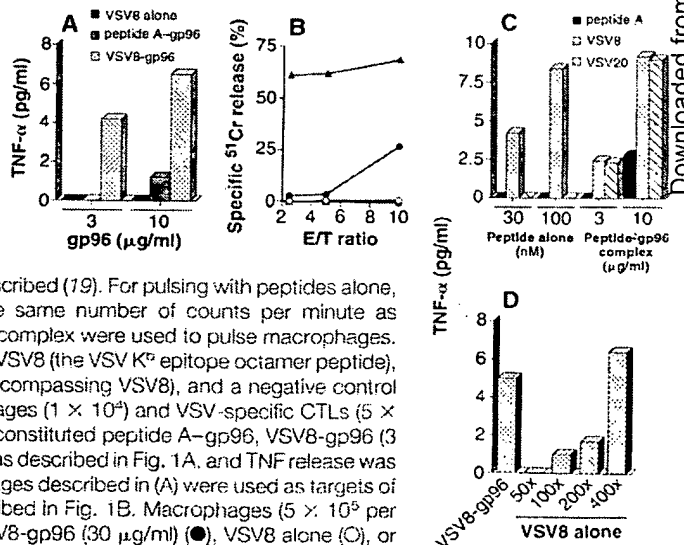 A
VSV8 alone
peptide A–gp96
VSV8-gp96
TNF-α (pg/ml)
8
6
4
2
0
3
10
gp96 (μg/ml)
B
Specific ⁵¹Cr release (%)
75
50
25
0
2
4
6
8
10
E/T ratio
C
peptide A
VSV8
VSV20
10
7.5
5
2.5
0
30
100
3
10
Peptide alone
(nM)
Peptide-gp96
complex
(μg/ml)
Downloaded from
TNF-α (pg/ml)
D
8
6
4
2
0
VSV8-gp96
50x
100x
200x
400x
VSV8 alone
scribed (19). For pulsing with peptides alone,
e same number of counts per minute as
complex were used to pulse macrophages.
VSV8 (the VSV Kᵇ epitope octamer peptide),
compassing VSV8), and a negative control
ages (1 × 10⁴) and VSV-specific CTLs (5 ×
constituted peptide A–gp96, VSV8-gp96 (3
as described in Fig. 1A, and TNF release was
ages described in (A) were used as targets of
ibed in Fig. 1B. Macrophages (5 × 10⁵ per
V8-gp96 (30 μg/ml) (●), VSV8 alone (○), or